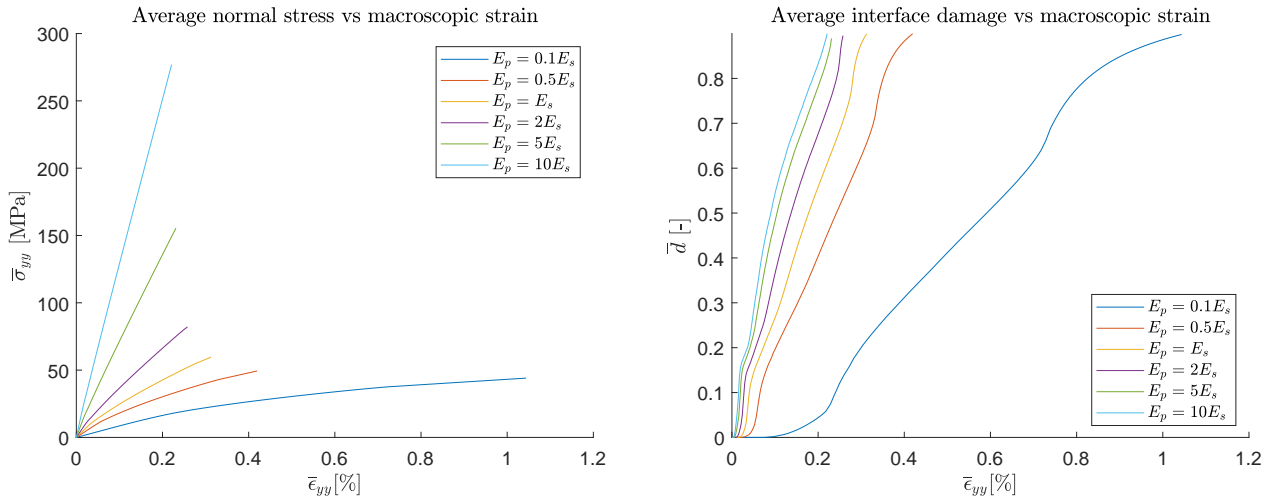 Average normal stress vs macroscopic strain
300
250
200
150
100
50
0
0
0.2
0.4
0.6
0.8
1
1.2
σ̅_yy [MPa]
ϵ̅_yy[%]
E_p = 0.1E_s
E_p = 0.5E_s
E_p = E_s
E_p = 2E_s
E_p = 5E_s
E_p = 10E_s
Average interface damage vs macroscopic strain
0.8
0.7
0.6
0.5
0.4
0.3
0.2
0.1
0
0
0.2
0.4
0.6
0.8
1
1.2
d̅ [-]
ϵ̅_yy[%]
E_p = 0.1E_s
E_p = 0.5E_s
E_p = E_s
E_p = 2E_s
E_p = 5E_s
E_p = 10E_s